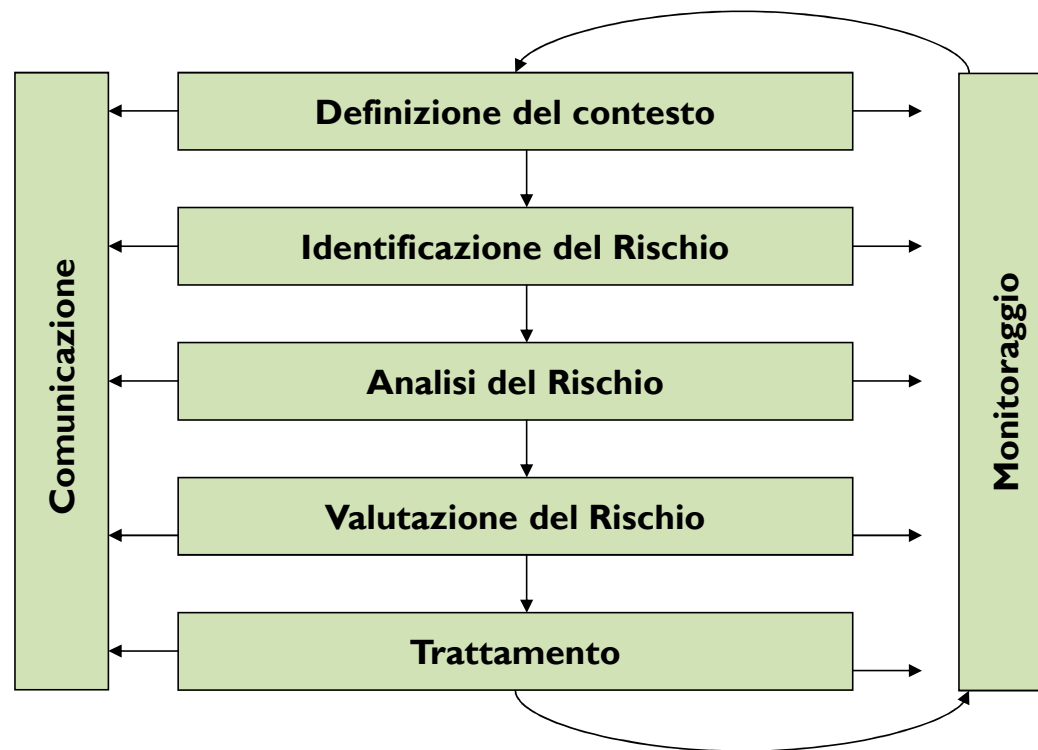 Definizione del contesto
Identificazione del Rischio
Analisi del Rischio
Valutazione del Rischio
Trattamento
Comunicazione
Monitoraggio